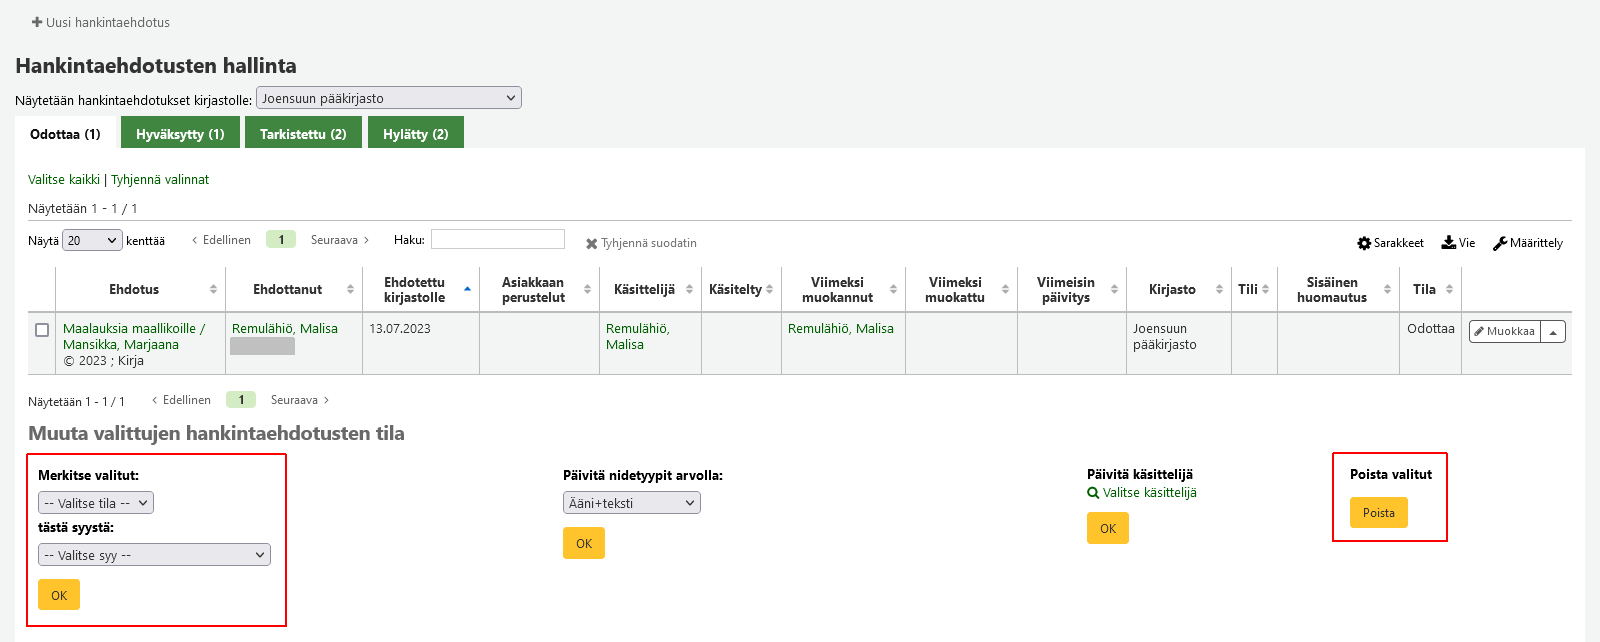 Uusi hankintaehdotus
Hankintaehdotusten hallinta
Näytetään hankintaehdotukset kirjastolle: Joensuun pääkirjasto
Odottaa (1) Hyväksytty (1) Tarkistettu (2) Hylätty (2)
Valitse kaikki | Tyhjennä valinnat
Näytetään 1 - 1 / 1
Näytä 20 kenttää < Edellinen 1 Seuraava > Haku: Tyhjennä suodatin Sarakkeet Vie Määrittely
Ehdotus Ehdottanut Ehdotettu kirjastolle Asiakkaan perustelut Käsittelijä Käsitelty Viimeksi muokannut Viimeksi muokattu Viimeisin päivitys Kirjasto Tili Sisäinen huomautus Tila
Maalauksia maallikoille / Remulähiö, Malisa 13.07.2023 Remulähiö, Remulähiö, Malisa Joensuun Odottaa Muokkaa
Mansikka, Marjaana Malisa pääkirjasto
© 2023 ; Kirja
Näytetään 1 - 1 / 1 < Edellinen 1 Seuraava >
Muuta valittujen hankintaehdotusten tila
Merkitse valitut:
-- Valitse tila --
tästä syystä:
-- Valitse syy --
OK
Päivitä nidetyypit arvolla:
Ääni+teksti
OK
Päivitä käsittelijä
Valitse käsittelijä
OK
Poista valitut
Poista